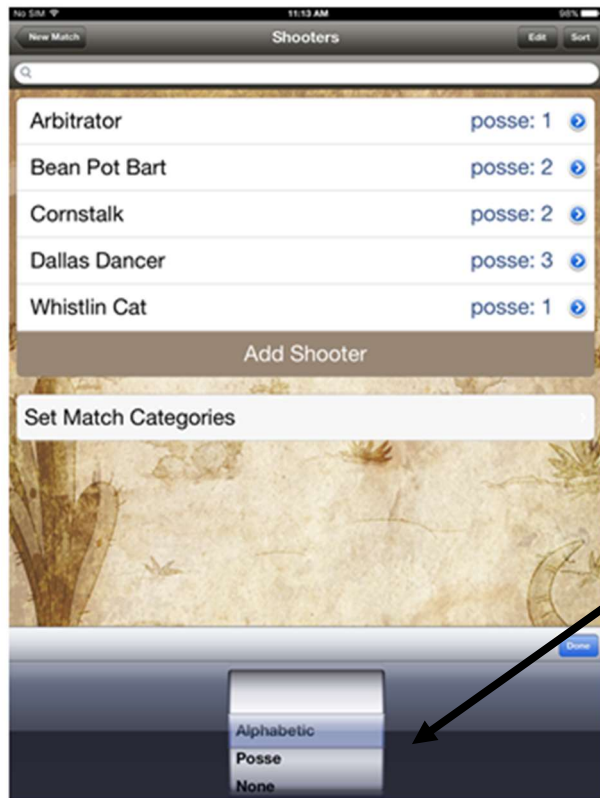 No SIM 11:13 AM 98%
New Match Shooters Edit Sort
Arbitrator posse: 1
Bean Pot Bart posse: 2
Cornstalk posse: 2
Dallas Dancer posse: 3
Whistlin Cat posse: 1
Add Shooter
Set Match Categories
Done
Alphabetic
Posse
None